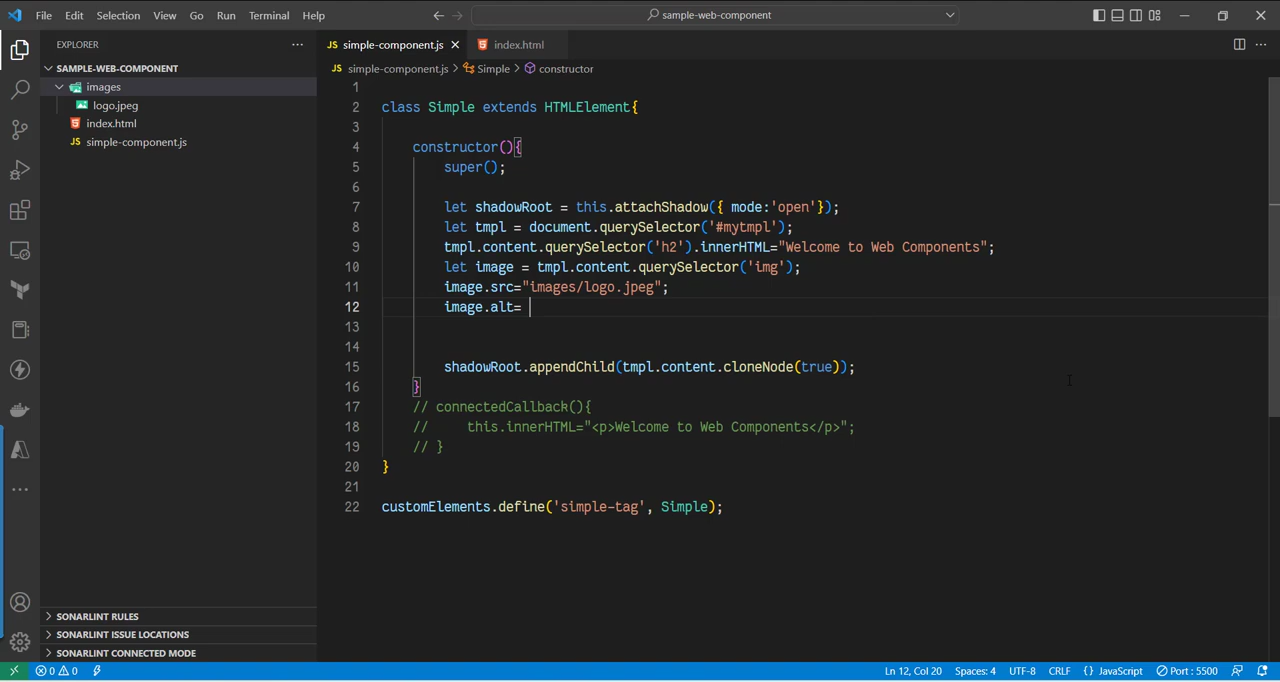 File Edit Selection View Go Run Terminal Help
sample-web-component
EXPLORER
SAMPLE-WEB-COMPONENT
images
logo.jpeg
index.html
JS simple-component.js
SONARLINT RULES
SONARLINT ISSUE LOCATIONS
SONARLINT CONNECTED MODE
JS simple-component.js index.html
JS simple-component.js > Simple > constructor
1
2 class Simple extends HTMLElement{
3
4 constructor(){
5 super();
6
7 let shadowRoot = this.attachShadow({ mode:'open'});
8 let tmpl = document.querySelector('#mytmpl');
9 tmpl.content.querySelector('h2').innerHTML="Welcome to Web Components";
10 let image = tmpl.content.querySelector('img');
11 image.src="images/logo.jpeg";
12 image.alt=
13
14
15 shadowRoot.appendChild(tmpl.content.cloneNode(true));
16 }
17 // connectedCallback(){
18 // this.innerHTML="<p>Welcome to Web Components</p>";
19 // }
20 }
21
22 customElements.define('simple-tag', Simple);
0 0 Ln 12, Col 20 Spaces: 4 UTF-8 CRLF {} JavaScript Port : 5500